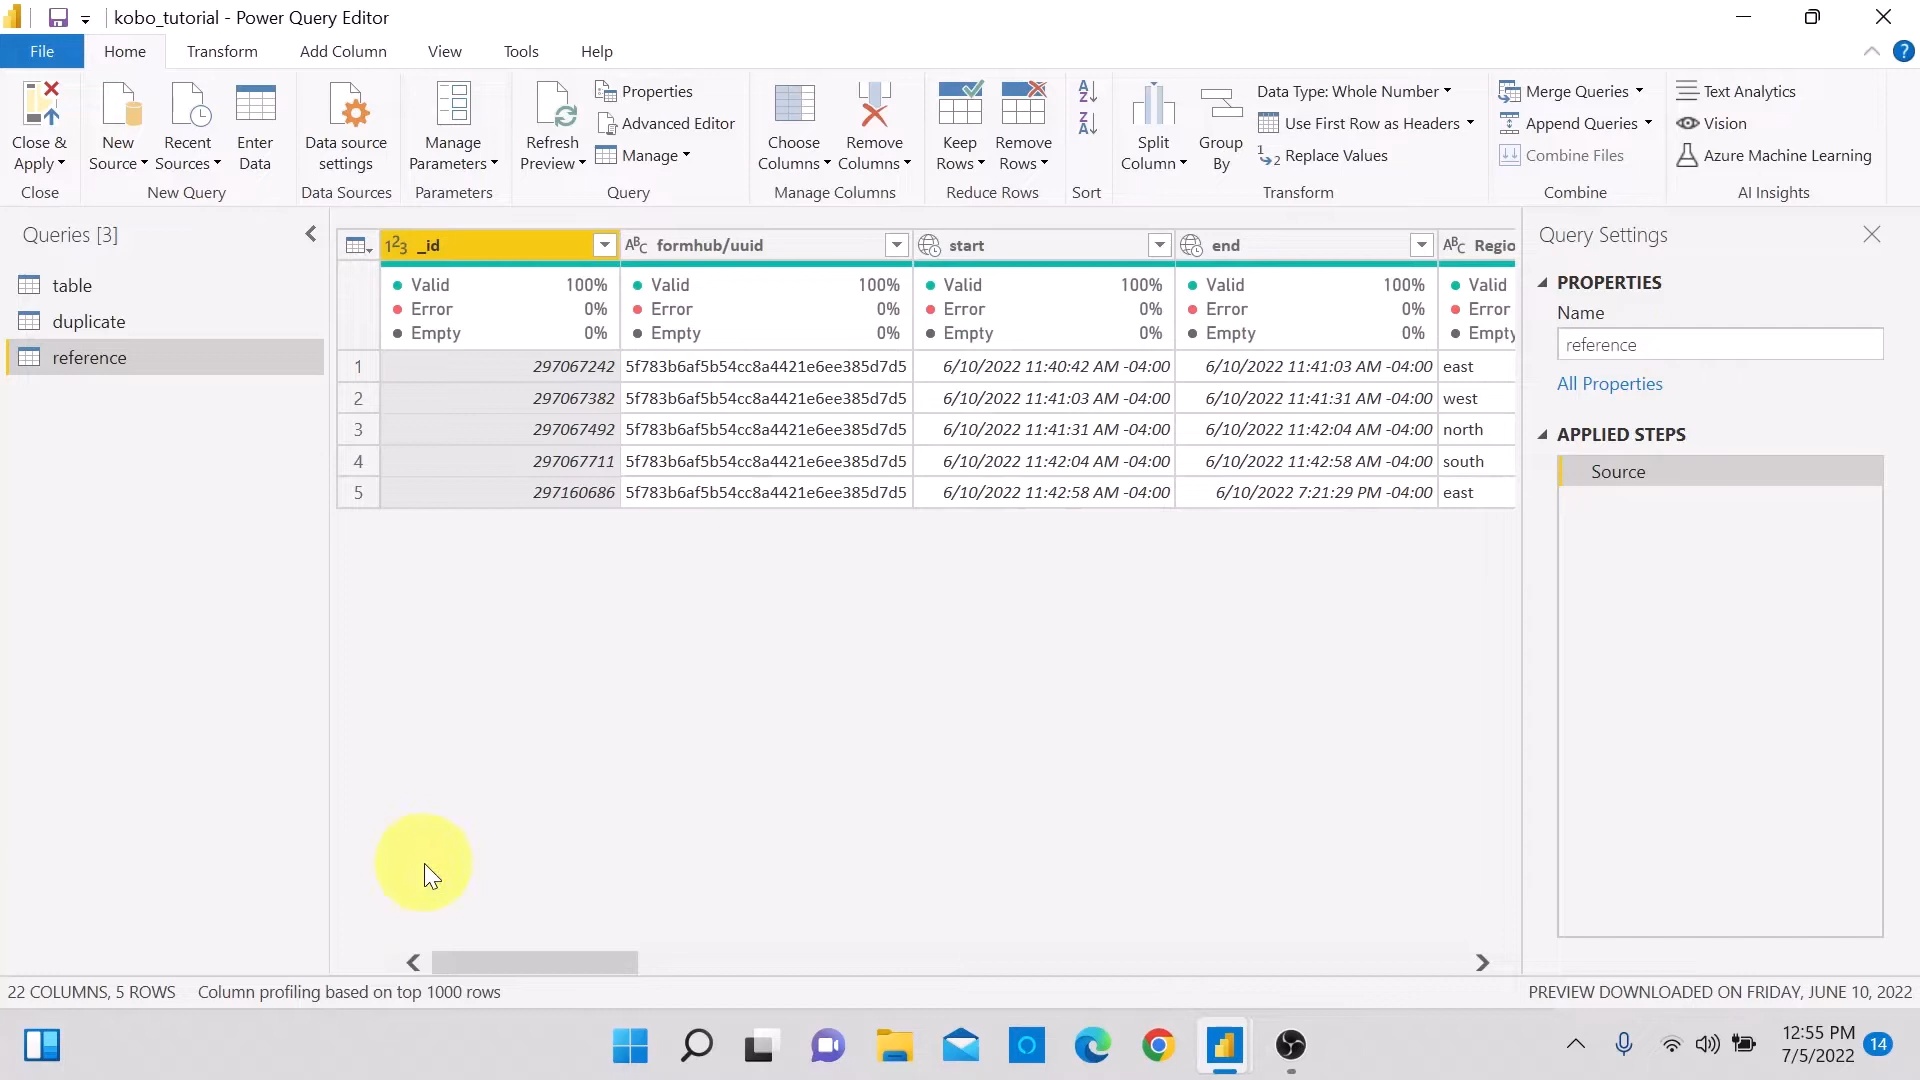 kobo_tutorial - Power Query Editor
File Home Transform Add Column View Tools Help
Close & Apply
Close
New Source
Recent Sources
Enter Data
New Query
Data source settings
Data Sources
Manage Parameters
Parameters
Refresh Preview
Properties
Advanced Editor
Manage
Query
Choose Columns
Remove Columns
Manage Columns
Keep Rows
Remove Rows
Reduce Rows
Sort
Split Column
Group By
Data Type: Whole Number
Use First Row as Headers
Replace Values
Transform
Merge Queries
Append Queries
Combine Files
Combine
Text Analytics
Vision
Azure Machine Learning
AI Insights
Queries [3]
table
duplicate
reference
_id formhub/uuid start end Regio
Valid 100% Valid 100% Valid 100% Valid 100% Valid
Error 0% Error 0% Error 0% Error 0% Error
Empty 0% Empty 0% Empty 0% Empty 0% Empty
1 297067242 5f783b6af5b54cc8a4421e6ee385d7d5 6/10/2022 11:40:42 AM -04:00 6/10/2022 11:41:03 AM -04:00 east
2 297067382 5f783b6af5b54cc8a4421e6ee385d7d5 6/10/2022 11:41:03 AM -04:00 6/10/2022 11:41:31 AM -04:00 west
3 297067492 5f783b6af5b54cc8a4421e6ee385d7d5 6/10/2022 11:41:31 AM -04:00 6/10/2022 11:42:04 AM -04:00 north
4 297067711 5f783b6af5b54cc8a4421e6ee385d7d5 6/10/2022 11:42:04 AM -04:00 6/10/2022 11:42:58 AM -04:00 south
5 297160686 5f783b6af5b54cc8a4421e6ee385d7d5 6/10/2022 11:42:58 AM -04:00 6/10/2022 7:21:29 PM -04:00 east
Query Settings
PROPERTIES
Name
reference
All Properties
APPLIED STEPS
Source
22 COLUMNS, 5 ROWS Column profiling based on top 1000 rows
PREVIEW DOWNLOADED ON FRIDAY, JUNE 10, 2022
12:55 PM
7/5/2022
14